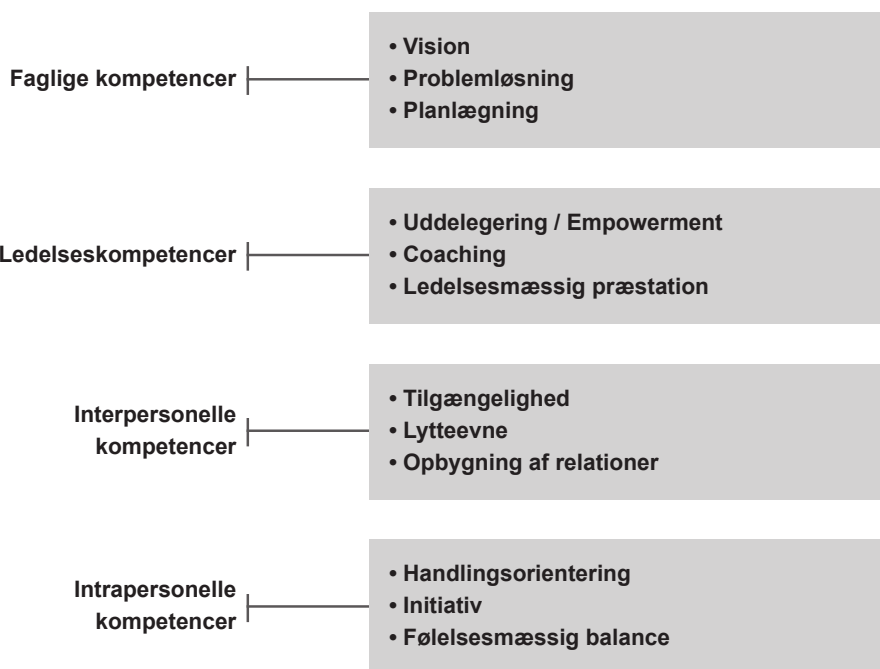 Faglige kompetencer
• Vision
• Problemløsning
• Planlægning
Ledelseskompetencer
• Uddelegering / Empowerment
• Coaching
• Ledelsesmæssig præstation
Interpersonelle
kompetencer
• Tilgængelighed
• Lytteevne
• Opbygning af relationer
Intrapersonelle
kompetencer
• Handlingsorientering
• Initiativ
• Følelsesmæssig balance